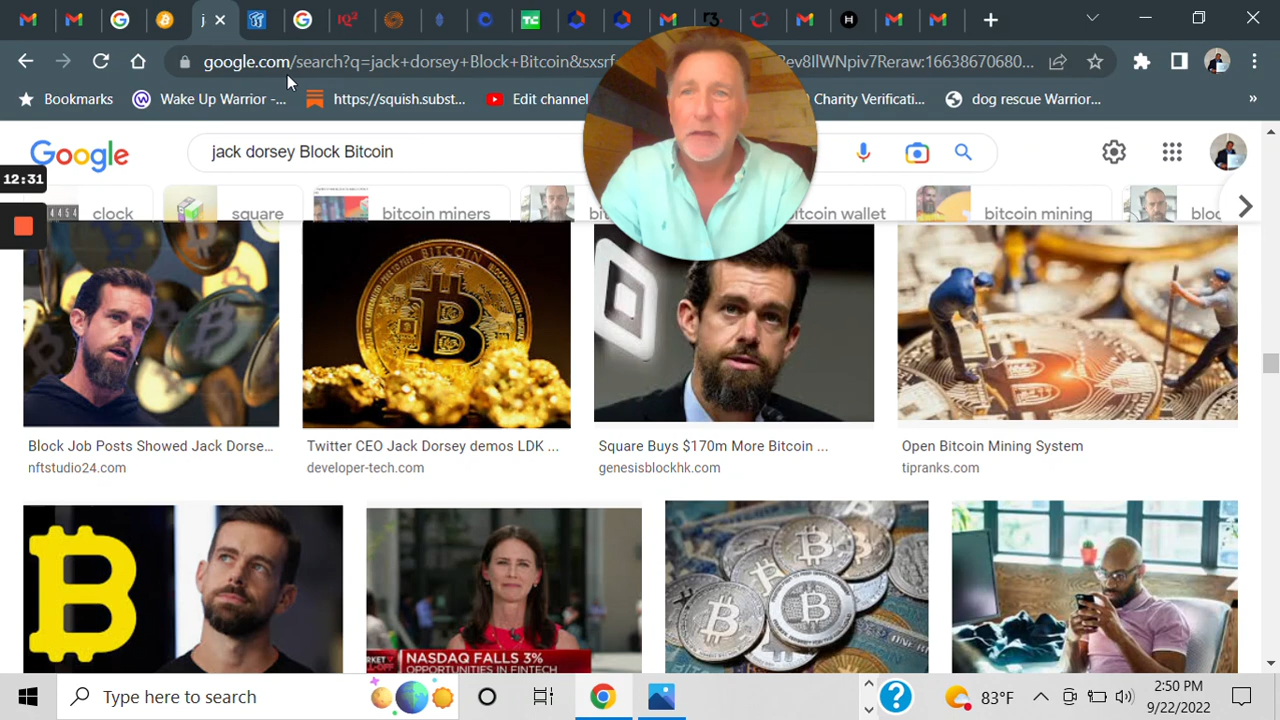 IQ²
TC
r3
H
google.com/search?q=jack+dorsey+Block+Bitcoin&sxsrf
ev8IlWNpiv7Reraw:16638670680...
Bookmarks
Wake Up Warrior -...
https://squish.subst...
Edit channel
Charity Verificati...
dog rescue Warrior...
»
Google
jack dorsey Block Bitcoin
12:31
clock
square
bitcoin miners
bitcoin wallet
bitcoin mining
Block Job Posts Showed Jack Dorse...
nftstudio24.com
Twitter CEO Jack Dorsey demos LDK ...
developer-tech.com
Square Buys $170m More Bitcoin ...
genesisblockhk.com
Open Bitcoin Mining System
tipranks.com
NASDAQ FALLS 3%
OPPORTUNITIES IN FINTECH
Type here to search
83°F
2:50 PM
9/22/2022